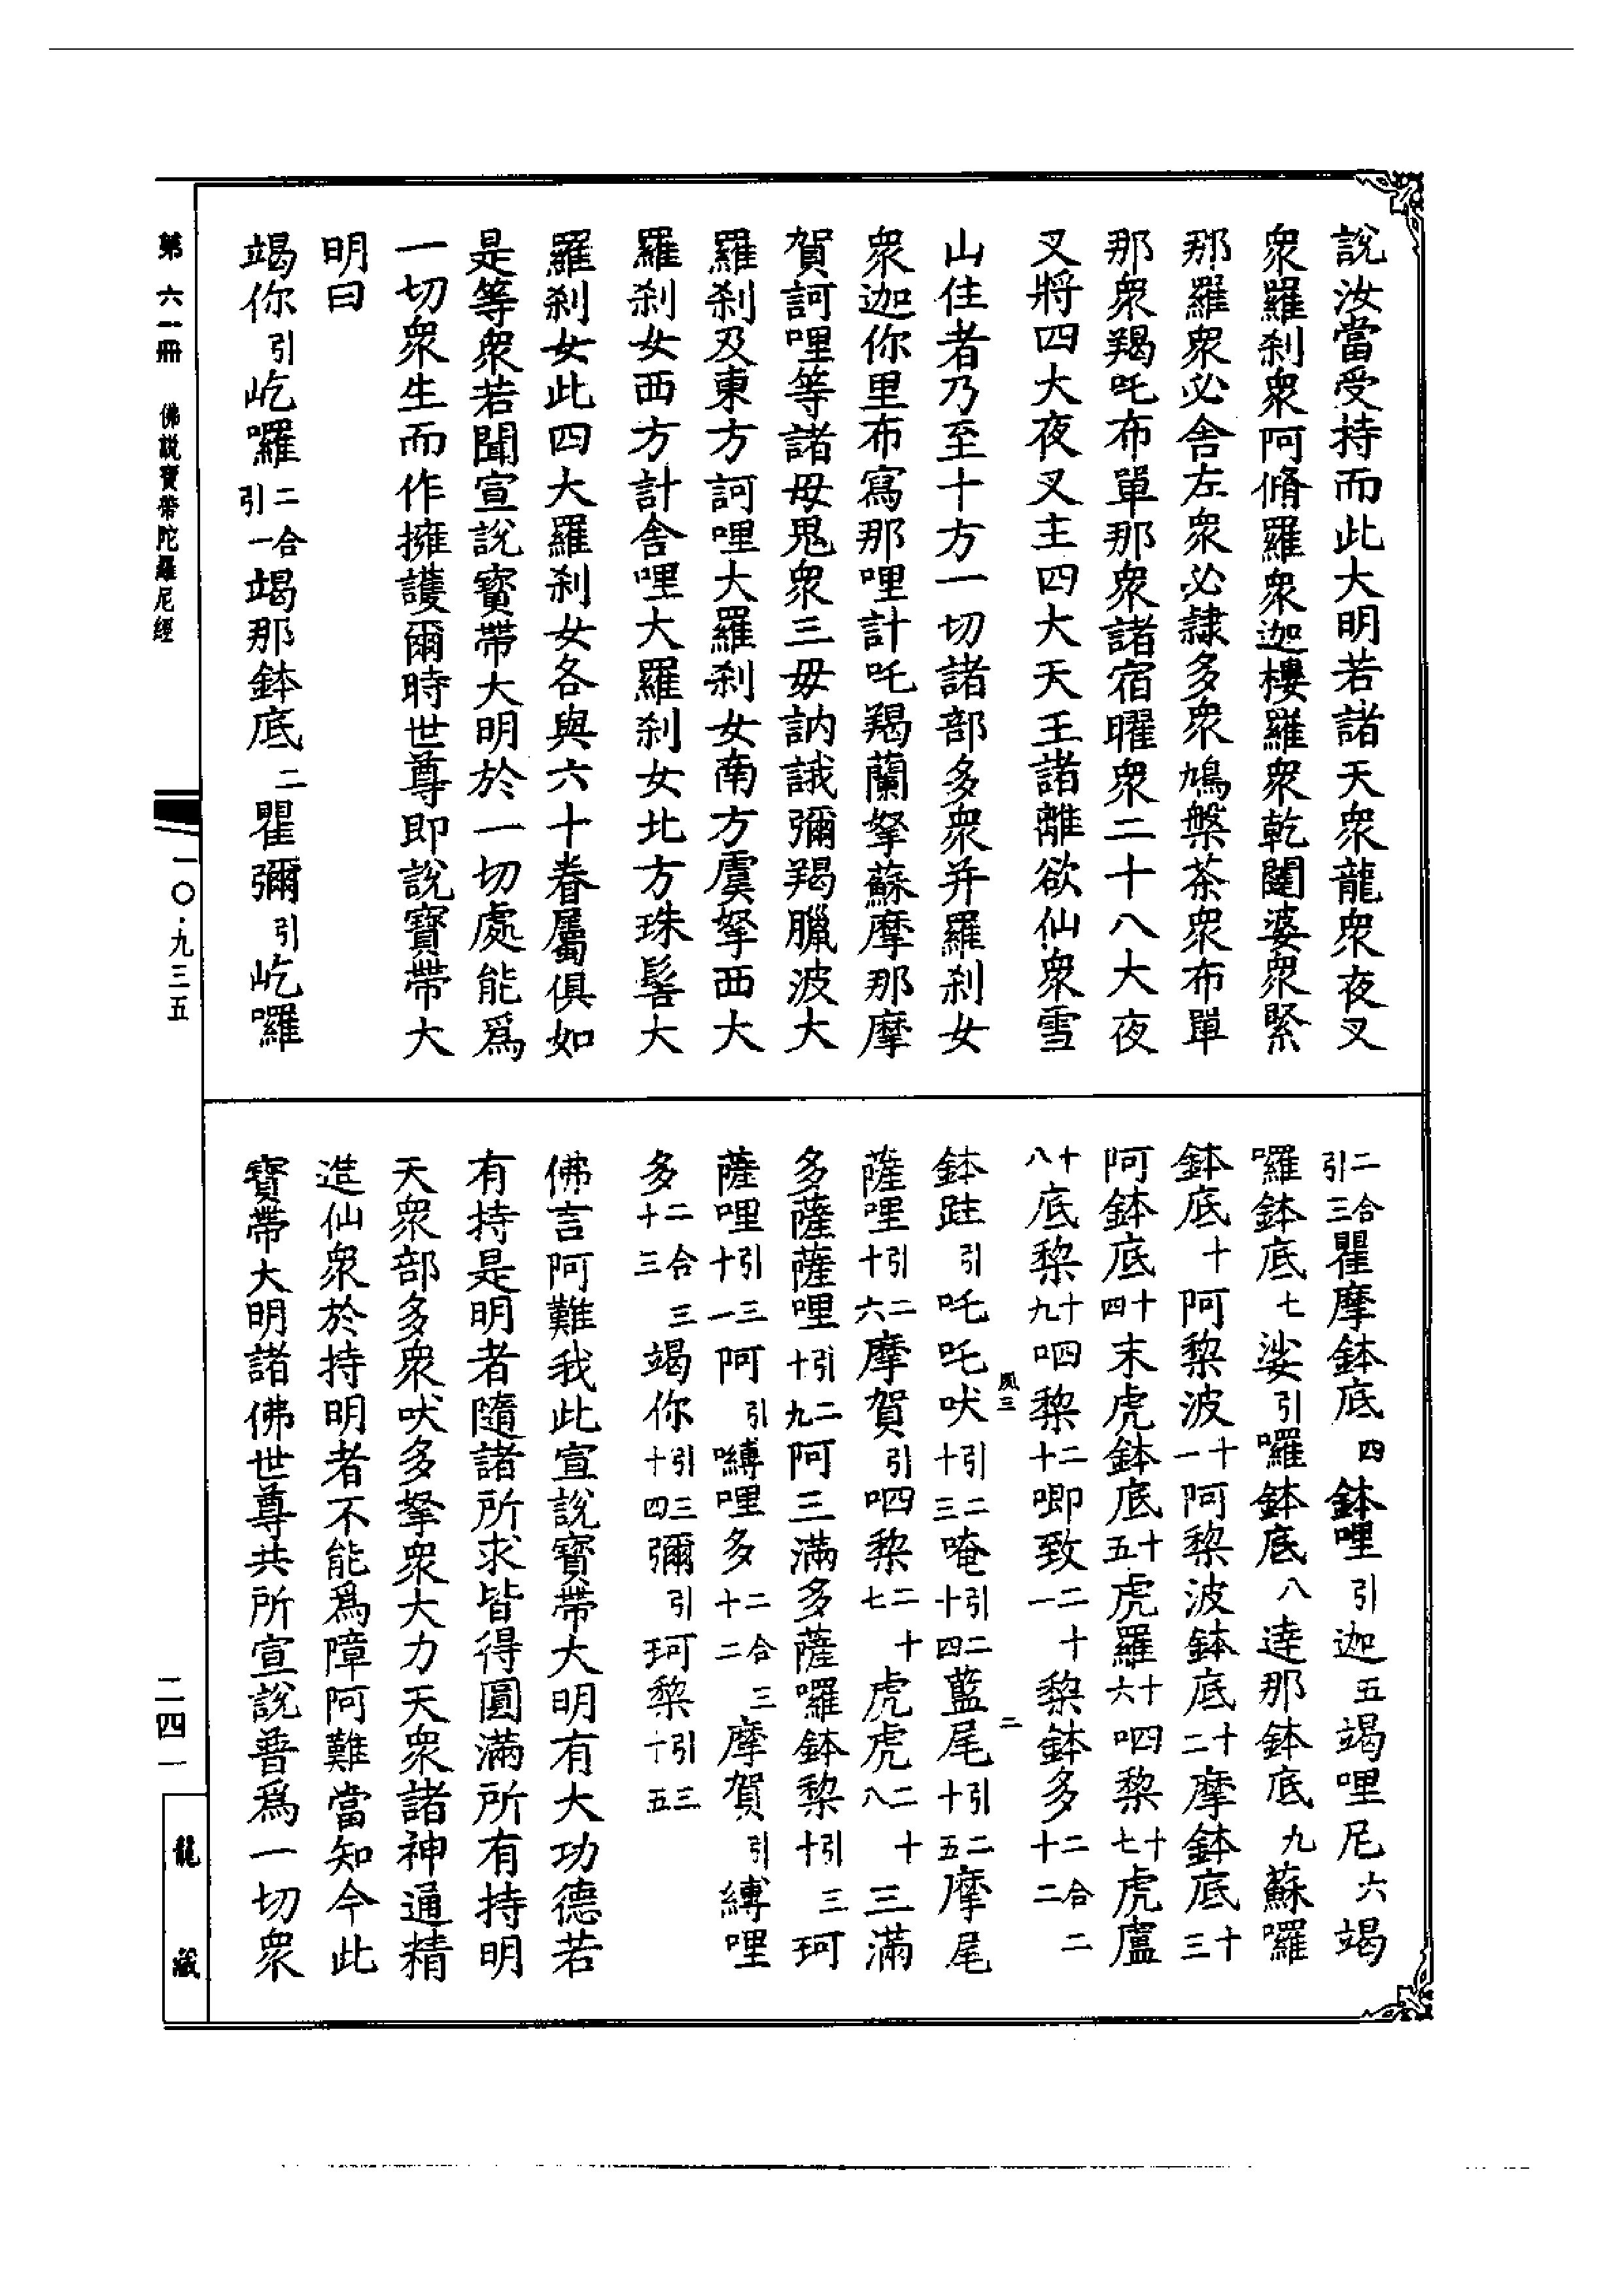 說汝當受持而此大明若諸天衆龍衆夜叉
衆羅刹衆阿脩羅衆迦樓羅衆乾闥婆衆緊
那羅衆必舍左衆必隷多衆鳩槃茶衆布單
那衆羯吒布單那衆諸宿曜衆二十八大夜
叉將四大夜叉主四大天王諸離欲仙衆雪
山住者乃至十方一切諸部多衆并羅刹女
衆迦你里布寫那哩計吒羯蘭拏蘇摩那摩
賀訶哩等諸母鬼衆三毋訥誐彌羯臘波大
羅刹及東方訶哩大羅刹女南方虞拏西大
羅刹女西方計舍哩大羅刹女北方珠髻大
羅刹女此四大羅刹女各與六十眷屬俱如
是等衆若聞宣說寶帶大明於一切處能爲
一切衆生而作擁護爾時世尊即說寶帶大
明曰
竭你引屹囉二合引一竭那鉢底二瞿彌引屹囉
二合引三瞿摩鉢底四鉢哩引迦五竭哩尼六竭
囉鉢底七娑引囉鉢底八達那鉢底九蘇囉
鉢底十阿棃波十一阿棃波鉢底十二摩鉢底十三
阿鉢底十四末虎鉢底十五虎羅十六呬棃十七虎盧
十八底棃十九呬棃二十唧致二十一棃鉢多二合二十二
鉢跓引吒吒吠引二十三唵引二十四藍尾引二十五摩尾
薩哩引二十六摩賀引呬棃二十七虎虎二十八三滿
多薩薩哩引二十九阿三滿多薩囉鉢棃引三十珂
薩哩引三十一阿引嚩哩多二合三十二摩賀引嚩哩
多二合三十三竭你引三十四彌引珂棃引三十五
佛言阿難我此宣說寶帶大明有大功德若
有持是明者隨諸所求皆得圓滿所有持明
天衆部多衆吠多拏衆大力天衆諸神通精
進仙衆於持明者不能爲障阿難當知今此
寶帶大明諸佛世尊共所宣說普爲一切衆
鳳三
二
第六二冊 佛説寶帶陀羅尼經
一〇·九三五
二四一
龍藏